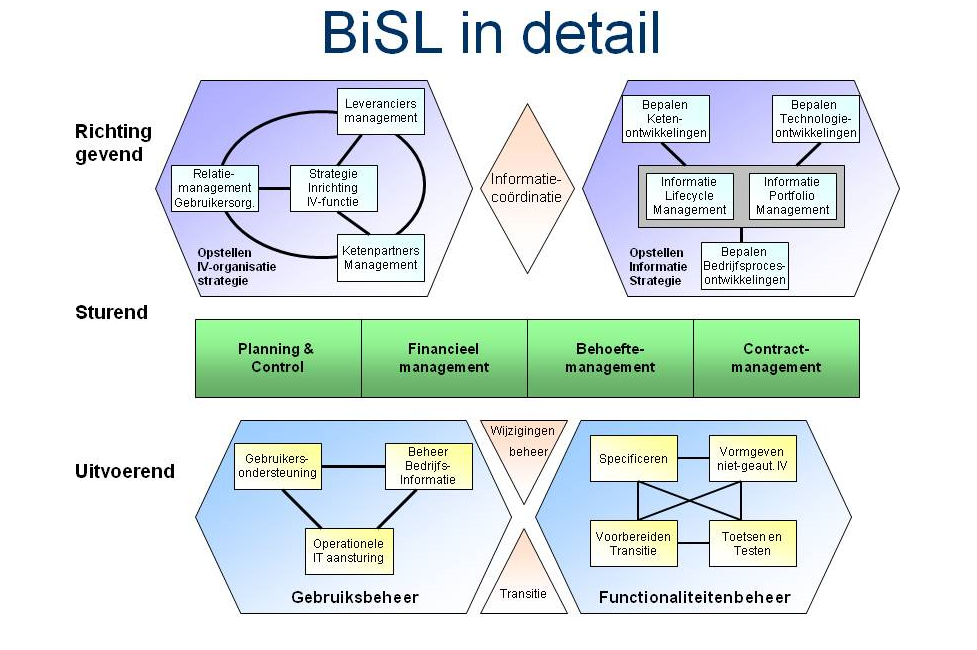 BiSL in detail
Richting
gevend
Leveranciers
management
Relatie-
management
Gebruikersorg.
Strategie
Inrichting
IV-functie
Ketenpartners
Management
Opstellen
IV-organisatie
strategie
Informatie-
coördinatie
Bepalen
Keten-
ontwikkelingen
Bepalen
Technologie-
ontwikkelingen
Informatie
Lifecycle
Management
Informatie
Portfolio
Management
Opstellen
Informatie
Strategie
Bepalen
Bedrijfsproces-
ontwikkelingen
Sturend
Planning &
Control
Financieel
management
Behoefte-
management
Contract-
management
Uitvoerend
Gebruikers-
ondersteuning
Beheer
Bedrijfs-
Informatie
Operationele
IT aansturing
Gebruiksbeheer
Wijzigingen
beheer
Transitie
Specificeren
Vormgeven
niet-geaut. IV
Voorbereiden
Transitie
Toetsen en
Testen
Functionaliteitenbeheer